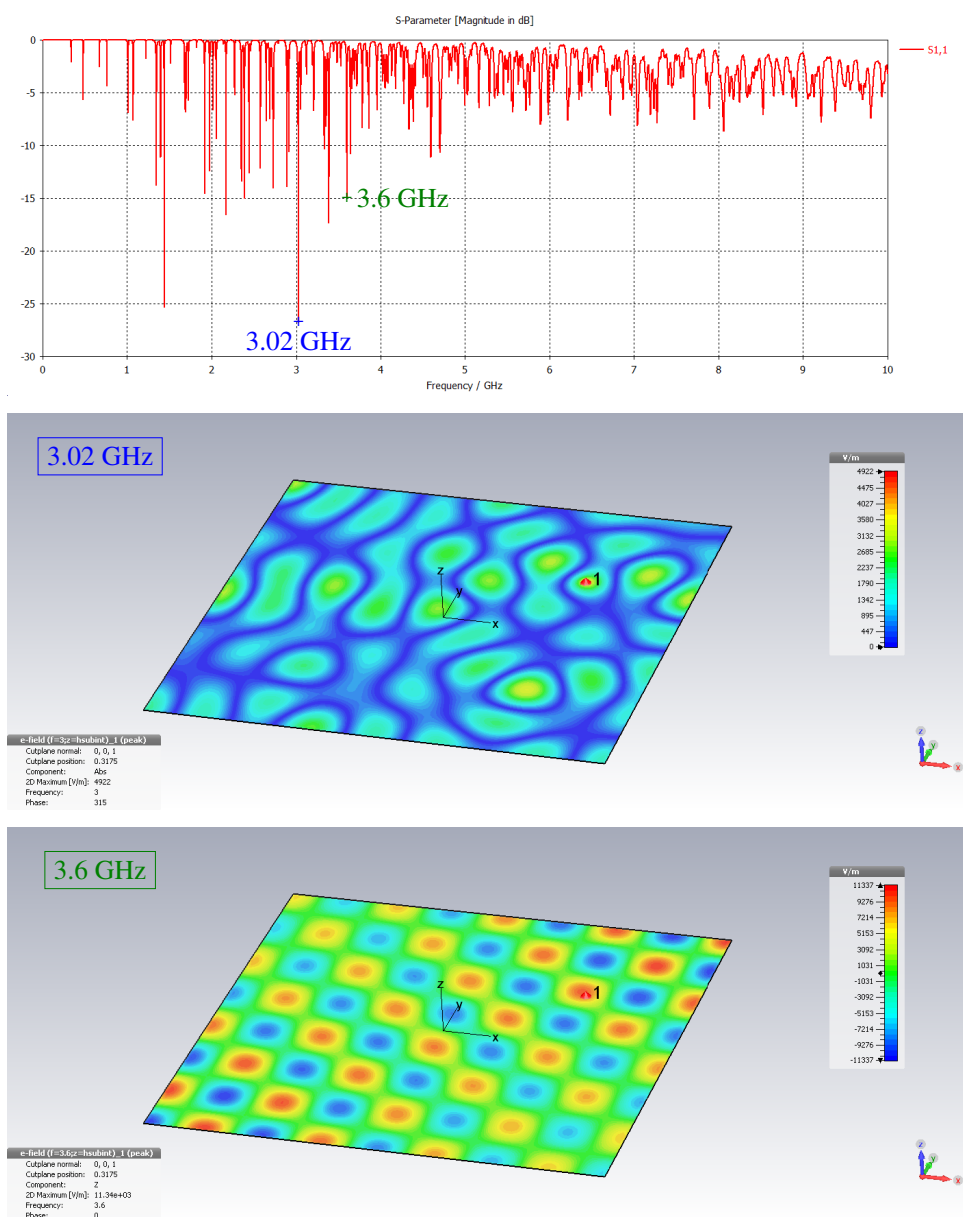 S-Parameter [Magnitude in dB]
0
-5
-10
-15
-20
-25
-30
S1,1
3.6 GHz
3.02 GHz
0 1 2 3 4 5 6 7 8 9 10
Frequency / GHz
3.02 GHz
V/m
4922
4475
4027
3580
3132
2685
2237
1790
1342
895
447
0
z
y
x
1
e-field (f=3;z=hsubint)_1 (peak)
Cutplane normal: 0, 0, 1
Cutplane position: 0.3175
Component: Abs
2D Maximum [V/m]: 4922
Frequency: 3
Phase: 315
z
y
x
3.6 GHz
V/m
11337
9276
7214
5153
3092
1031
-1031
-3092
-5153
-7214
-9276
-11337
z
y
x
1
e-field (f=3.6;z=hsubint)_1 (peak)
Cutplane normal: 0, 0, 1
Cutplane position: 0.3175
Component: Z
2D Maximum [V/m]: 11.34e+03
Frequency: 3.6
Phase: 0
z
y
x